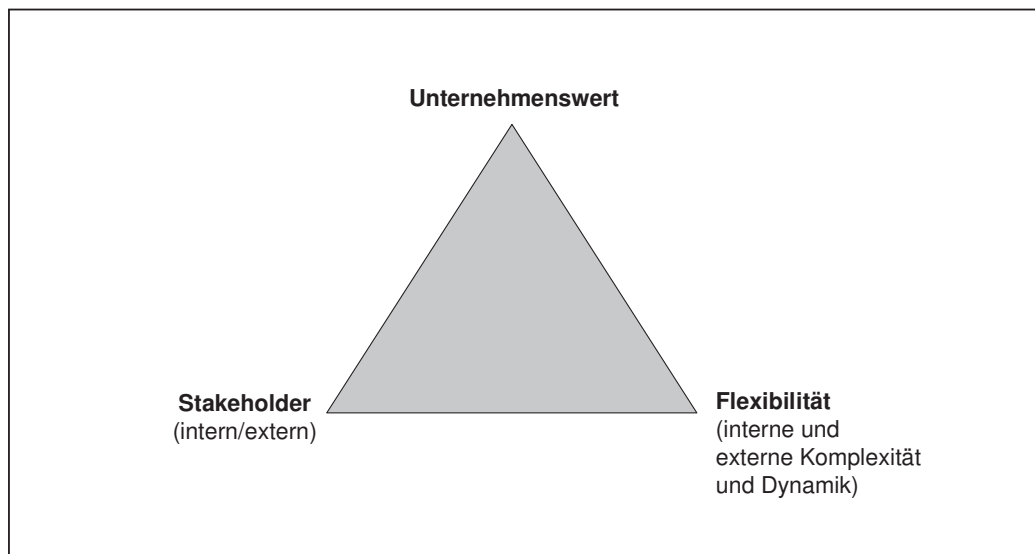 Unternehmenswert
Stakeholder
(intern/extern)
Flexibilität
(interne und
externe Komplexität
und Dynamik)